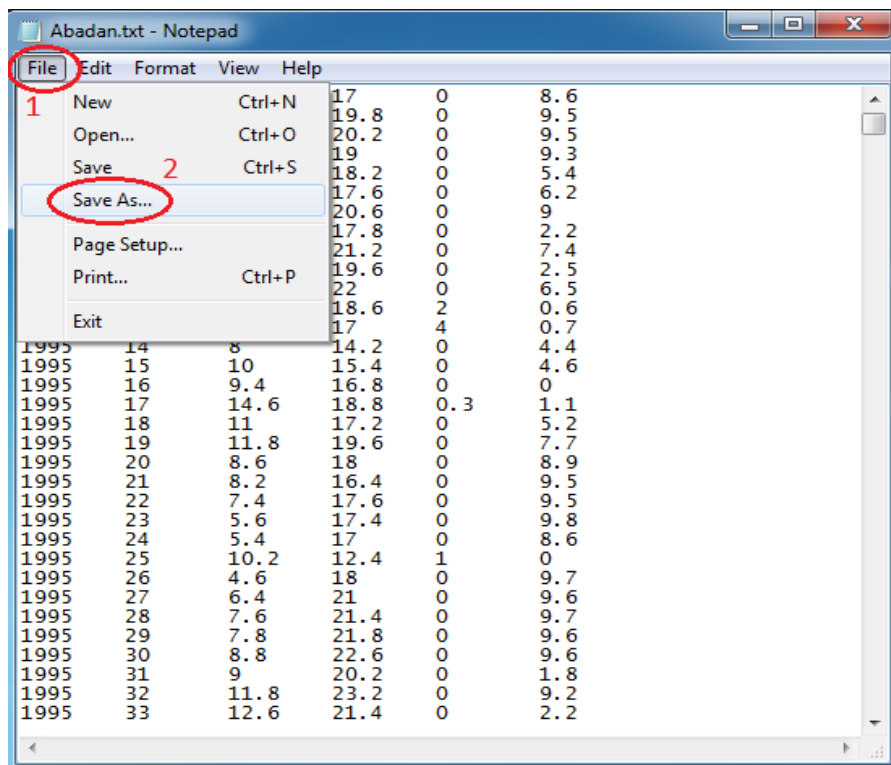 Abadan.txt - Notepad
File Edit Format View Help
1
New Ctrl+N 17 0 8.6
19.8 0 9.5
Open... Ctrl+O 20.2 0 9.5
19 0 9.3
Save 2 Ctrl+S 18.2 0 5.4
17.6 0 6.2
Save As... 20.6 0 9
17.8 0 2.2
Page Setup... 21.2 0 7.4
19.6 0 2.5
Print... Ctrl+P 22 0 6.5
18.6 2 0.6
Exit 17 4 0.7
1995 14 8 14.2 0 4.4
1995 15 10 15.4 0 4.6
1995 16 9.4 16.8 0 0
1995 17 14.6 18.8 0.3 1.1
1995 18 11 17.2 0 5.2
1995 19 11.8 19.6 0 7.7
1995 20 8.6 18 0 8.9
1995 21 8.2 16.4 0 9.5
1995 22 7.4 17.6 0 9.5
1995 23 5.6 17.4 0 9.8
1995 24 5.4 17 0 8.6
1995 25 10.2 12.4 1 0
1995 26 4.6 18 0 9.7
1995 27 6.4 21 0 9.6
1995 28 7.6 21.4 0 9.7
1995 29 7.8 21.8 0 9.6
1995 30 8.8 22.6 0 9.6
1995 31 9 20.2 0 1.8
1995 32 11.8 23.2 0 9.2
1995 33 12.6 21.4 0 2.2